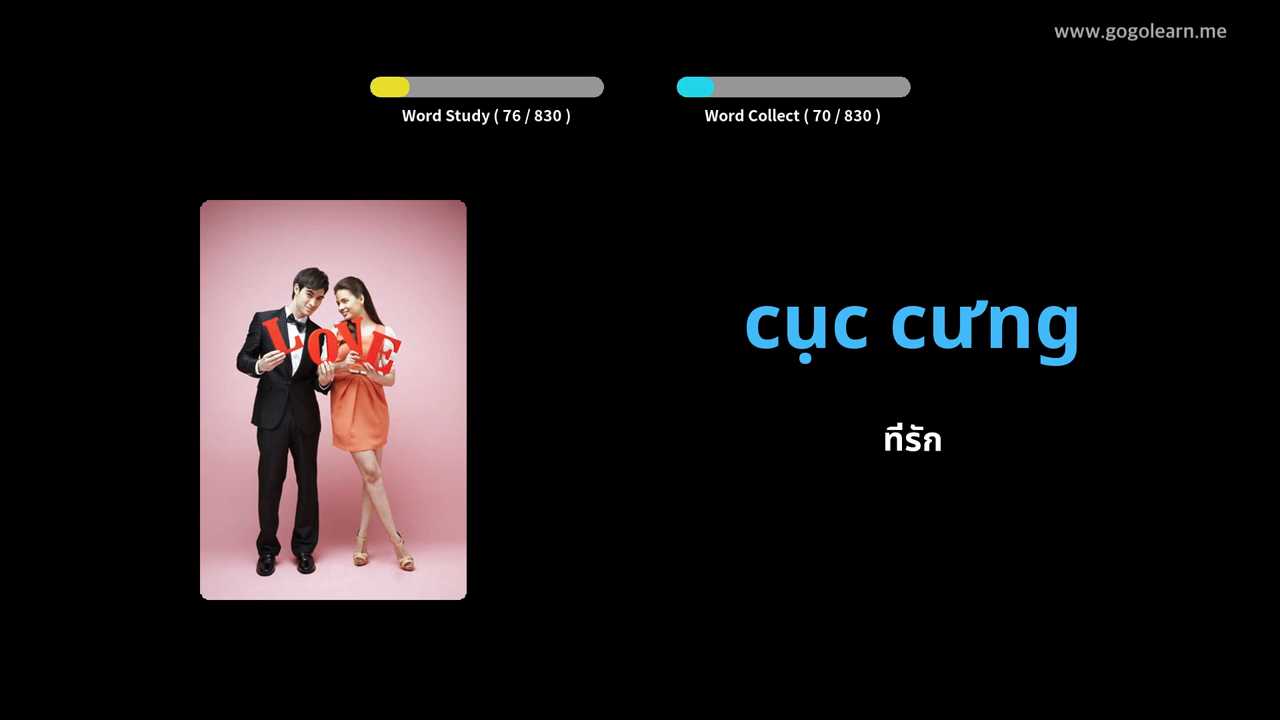 www.gogolearn.me
Word Study ( 76 / 830 )
Word Collect ( 70 / 830 )
LOVE
cục cưng
ที่รัก